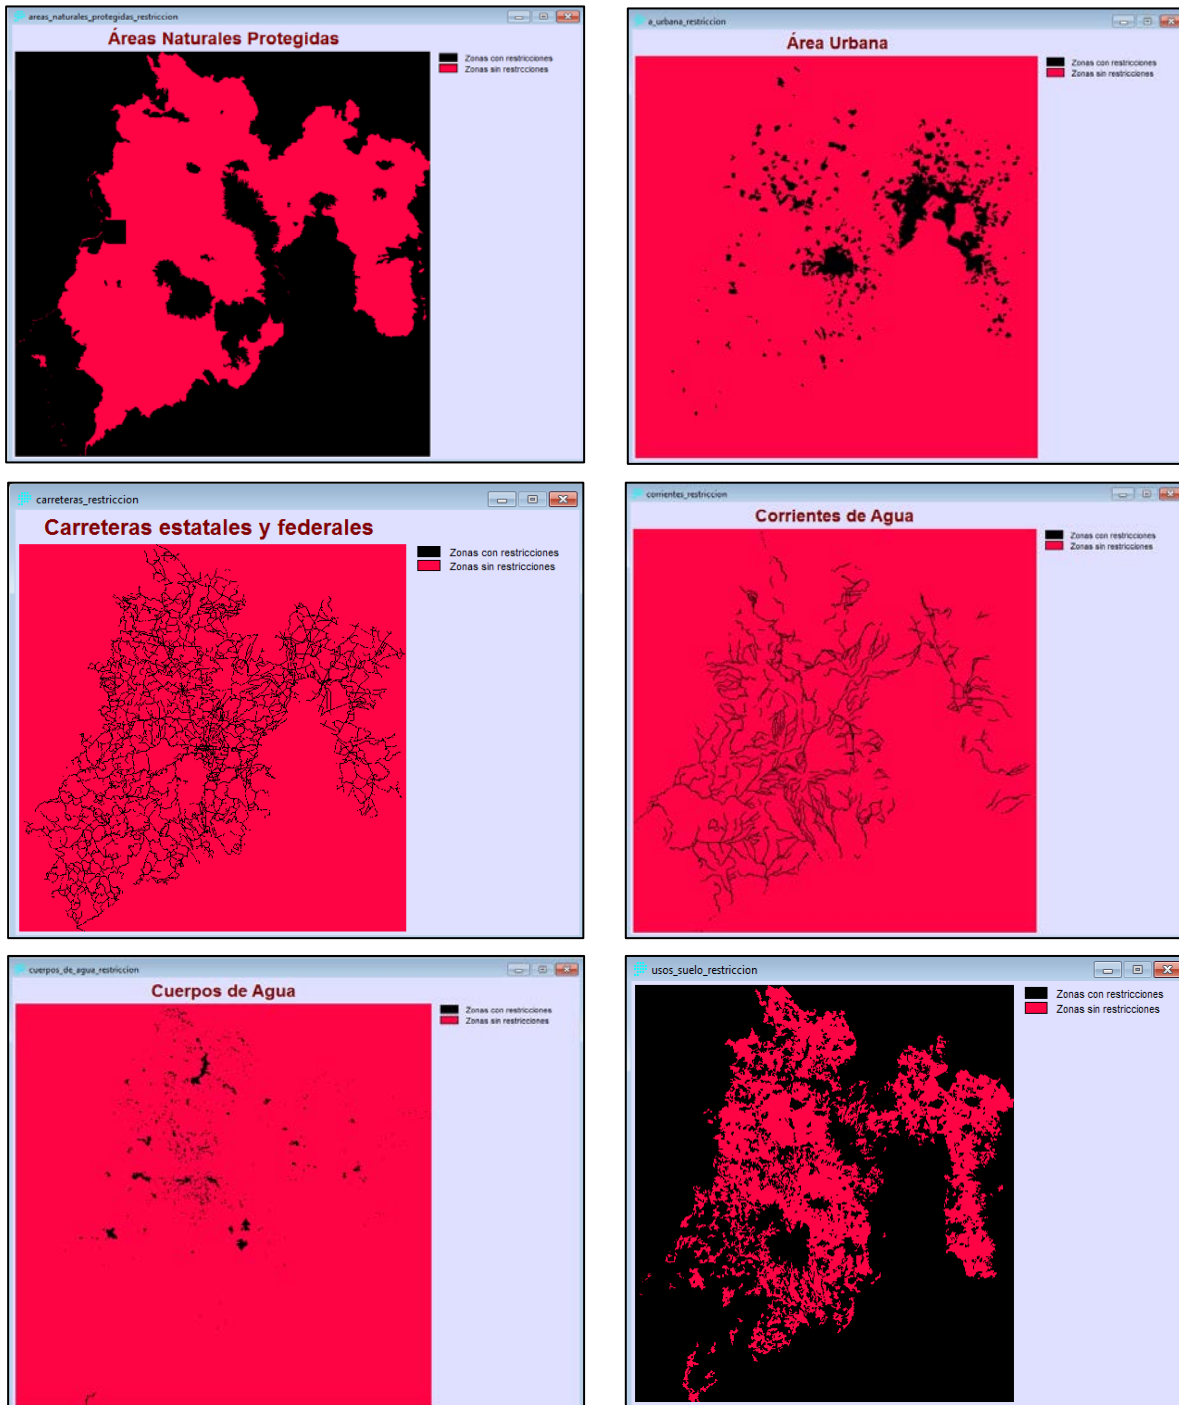 areas_naturales_protegidas_restriccion
Áreas Naturales Protegidas
Zonas con restricciones
Zonas sin restrcciones
a_urbana_restriccion
Área Urbana
Zonas con restricciones
Zonas sin restricciones
carreteras_restriccion
Carreteras estatales y federales
Zonas con restricciones
Zonas sin restricciones
corrientes_restriccion
Corrientes de Agua
Zonas con restricciones
Zonas sin restricciones
cuerpos_de_agua_restriccion
Cuerpos de Agua
Zonas con restricciones
Zonas sin restricciones
usos_suelo_restriccion
Zonas con restricciones
Zonas sin restricciones